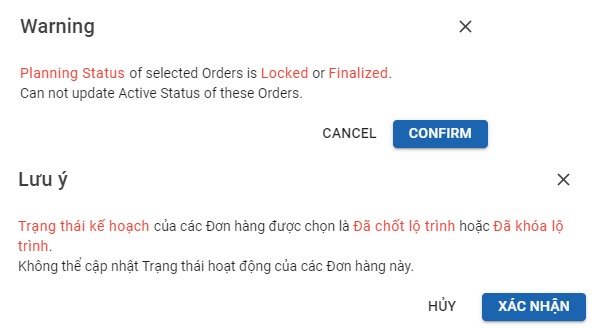 Warning
Planning Status of selected Orders is Locked or Finalized.
Can not update Active Status of these Orders.
CANCEL CONFIRM
Lưu ý
Trạng thái kế hoạch của các Đơn hàng được chọn là Đã chốt lộ trình hoặc Đã khóa lộ
trình.
Không thể cập nhật Trạng thái hoạt động của các Đơn hàng này.
HỦY XÁC NHẬN